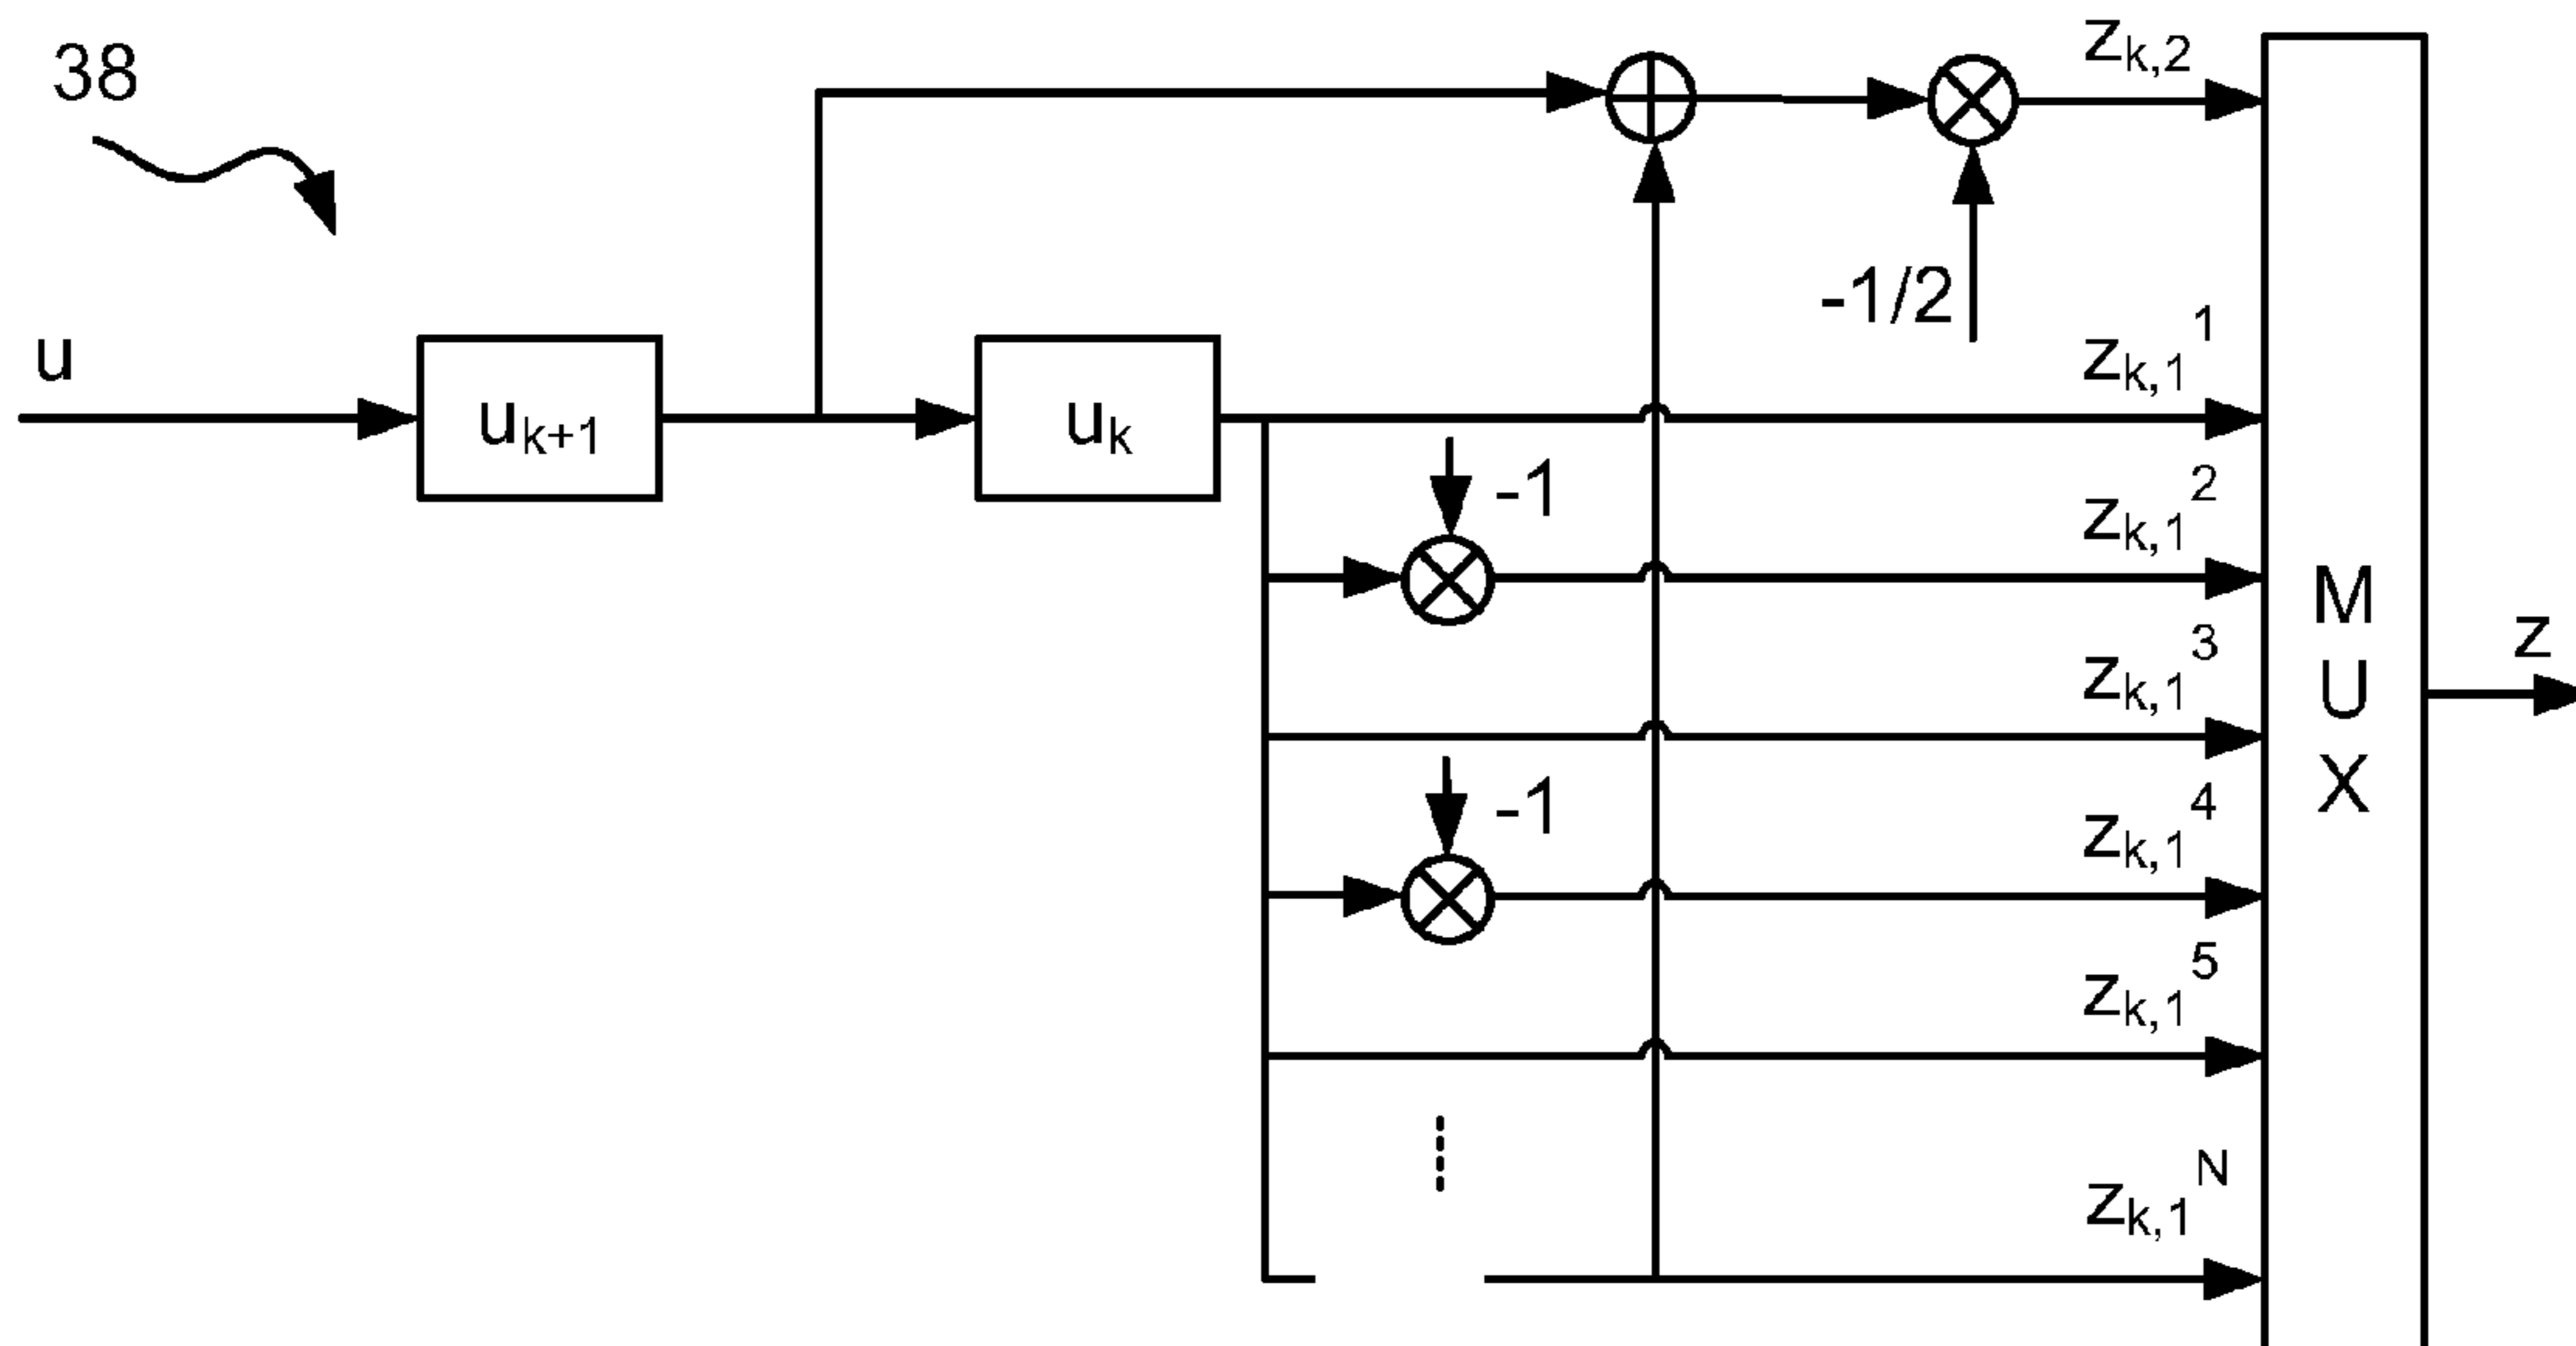 38
z_{k,2}
-1/2
u
u_{k+1}
u_k
z_{k,1}^1
-1
z_{k,1}^2
z_{k,1}^3
-1
z_{k,1}^4
z_{k,1}^5
z_{k,1}^N
M
U
X
z